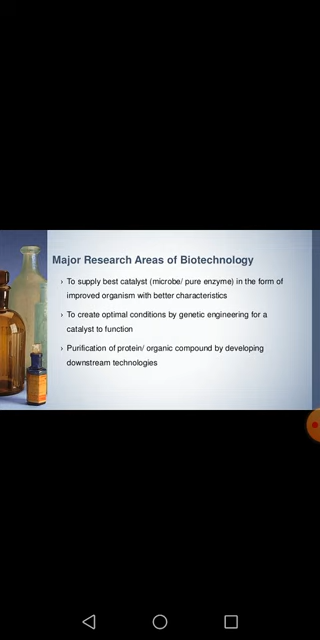 Major Research Areas of Biotechnology
› To supply best catalyst (microbe/ pure enzyme) in the form of
improved organism with better characteristics
› To create optimal conditions by genetic engineering for a
catalyst to function
› Purification of protein/ organic compound by developing
downstream technologies